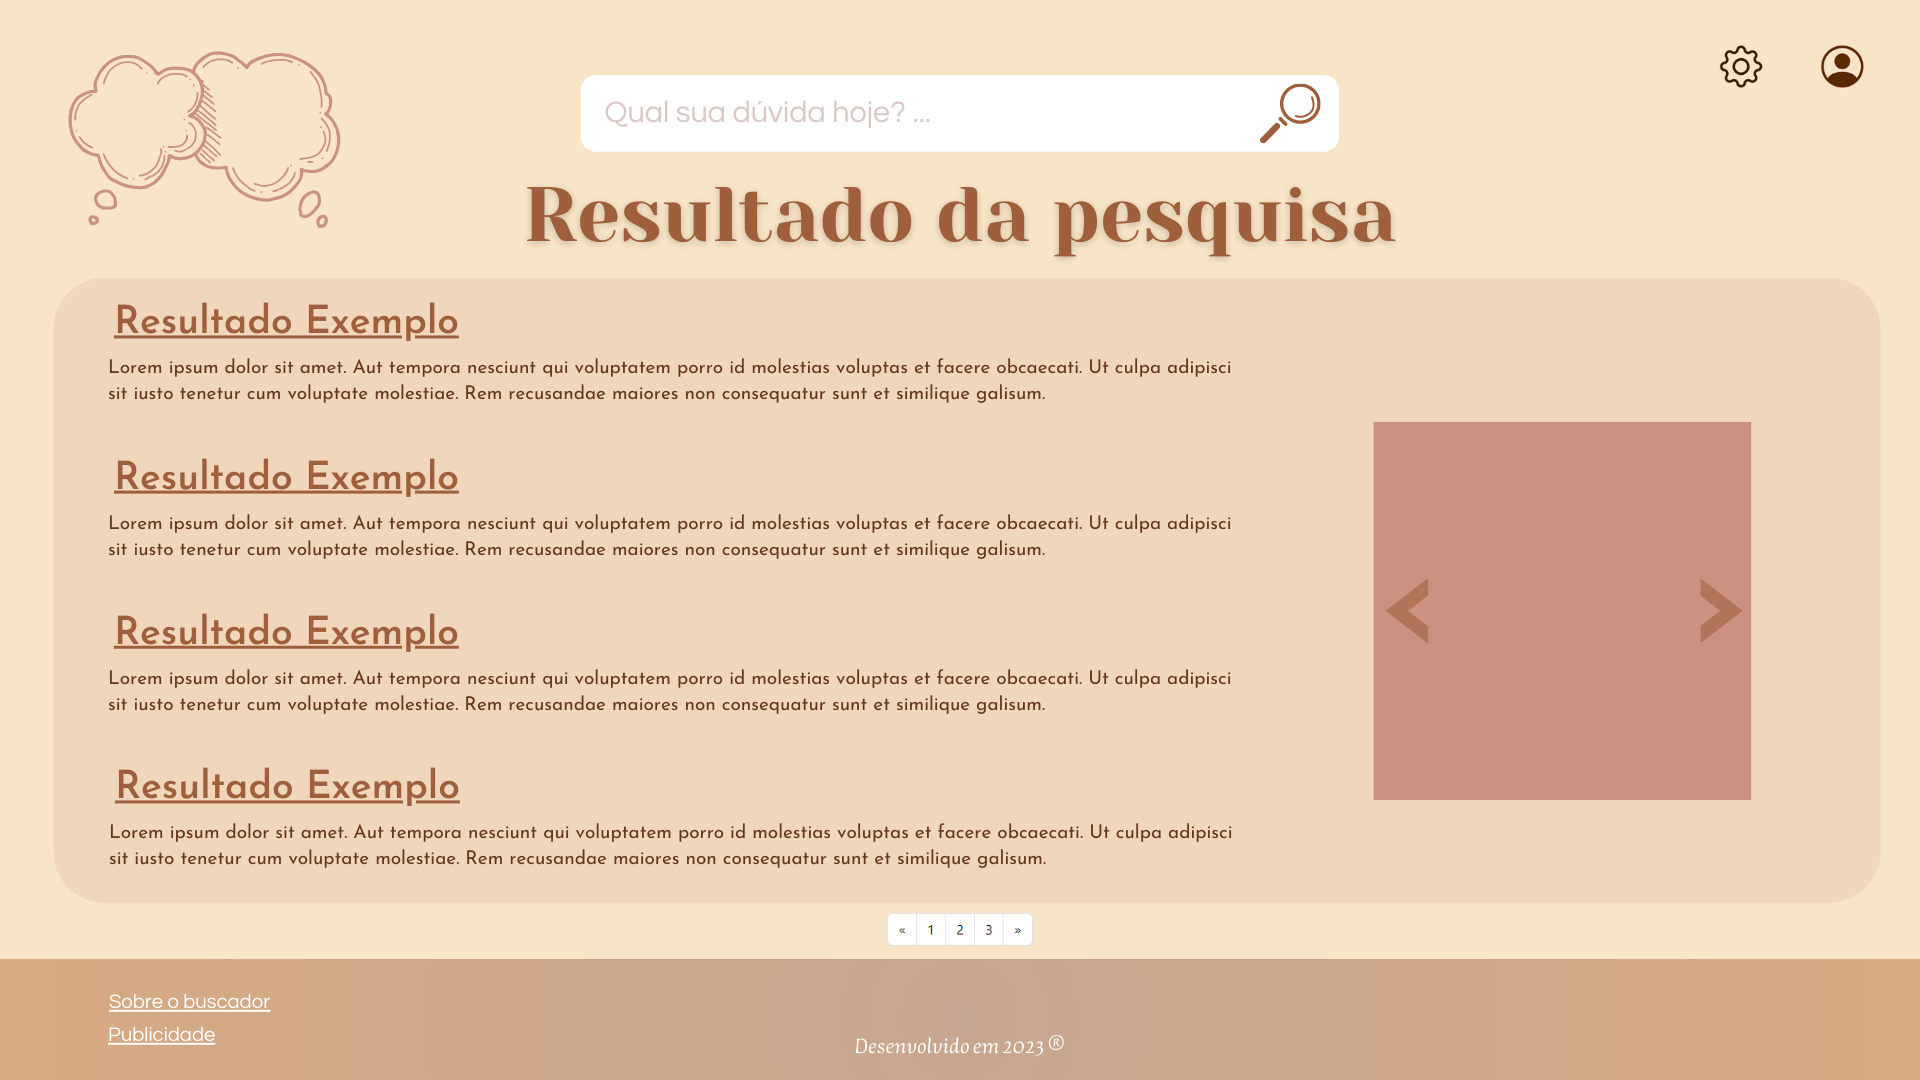 Qual sua dúvida hoje? ...
Resultado da pesquisa
Resultado Exemplo
Lorem ipsum dolor sit amet. Aut tempora nesciunt qui voluptatem porro id molestias voluptas et facere obcaecati. Ut culpa adipisci
sit iusto tenetur cum voluptate molestiae. Rem recusandae maiores non consequatur sunt et similique galisum.
Resultado Exemplo
Lorem ipsum dolor sit amet. Aut tempora nesciunt qui voluptatem porro id molestias voluptas et facere obcaecati. Ut culpa adipisci
sit iusto tenetur cum voluptate molestiae. Rem recusandae maiores non consequatur sunt et similique galisum.
Resultado Exemplo
Lorem ipsum dolor sit amet. Aut tempora nesciunt qui voluptatem porro id molestias voluptas et facere obcaecati. Ut culpa adipisci
sit iusto tenetur cum voluptate molestiae. Rem recusandae maiores non consequatur sunt et similique galisum.
Resultado Exemplo
Lorem ipsum dolor sit amet. Aut tempora nesciunt qui voluptatem porro id molestias voluptas et facere obcaecati. Ut culpa adipisci
sit iusto tenetur cum voluptate molestiae. Rem recusandae maiores non consequatur sunt et similique galisum.
< >
« 1 2 3 »
Sobre o buscador
Publicidade
Desenvolvido em 2023 ®